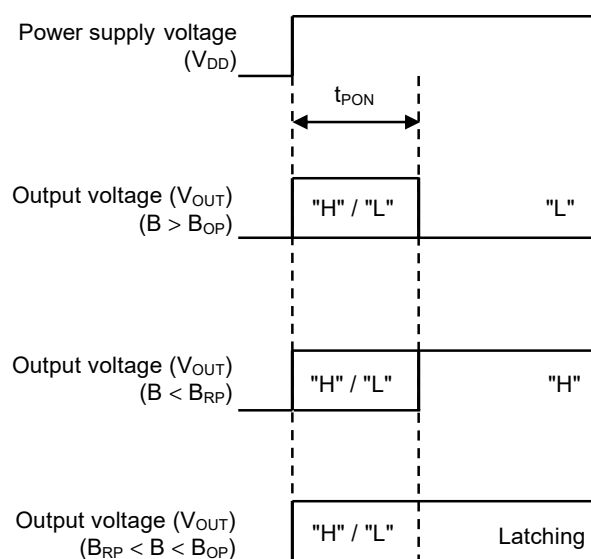 Power supply voltage
(VDD)
tPON
Output voltage (VOUT)
(B > BOP)
"H" / "L"
"L"
Output voltage (VOUT)
(B < BRP)
"H" / "L"
"H"
Output voltage (VOUT)
(BRP < B < BOP)
"H" / "L"
Latching